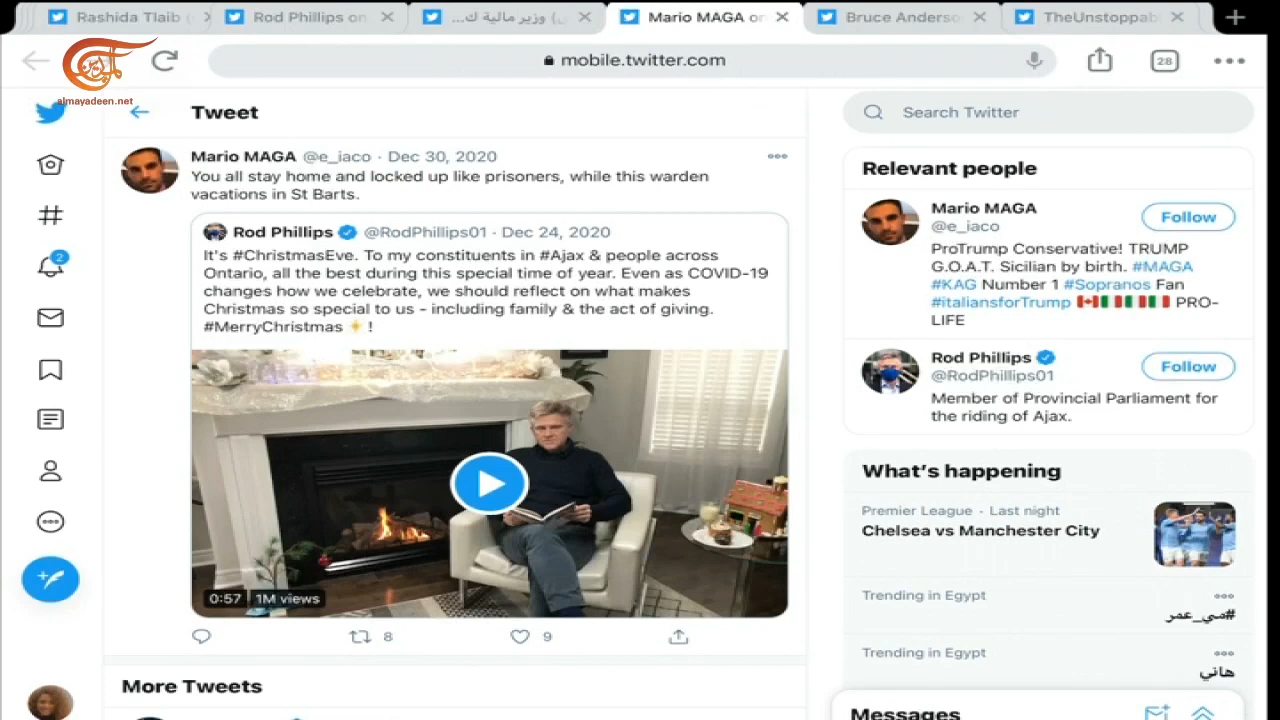 Rashida Tlaib (
Rod Phillips on
وزير مالية ك...
Mario MAGA on
Bruce Anderso
TheUnstoppab
almayadeen.net
mobile.twitter.com
28
Tweet
Search Twitter
Mario MAGA @e_iaco · Dec 30, 2020
You all stay home and locked up like prisoners, while this warden
vacations in St Barts.
Rod Phillips @RodPhillips01 · Dec 24, 2020
It's #ChristmasEve. To my constituents in #Ajax & people across
Ontario, all the best during this special time of year. Even as COVID-19
changes how we celebrate, we should reflect on what makes
Christmas so special to us - including family & the act of giving.
#MerryChristmas ✨ !
0:57
1M views
8
9
More Tweets
2
Relevant people
Mario MAGA
@e_iaco
Follow
ProTrump Conservative! TRUMP
G.O.A.T. Sicilian by birth. #MAGA
#KAG Number 1 #Sopranos Fan
#italiansforTrump 🇨🇦🇮🇹🇮🇹🇮🇹 PRO-
LIFE
Rod Phillips
@RodPhillips01
Follow
Member of Provincial Parliament for
the riding of Ajax.
What's happening
Premier League · Last night
Chelsea vs Manchester City
Trending in Egypt
#مي_عمر
Trending in Egypt
هاني
Messages